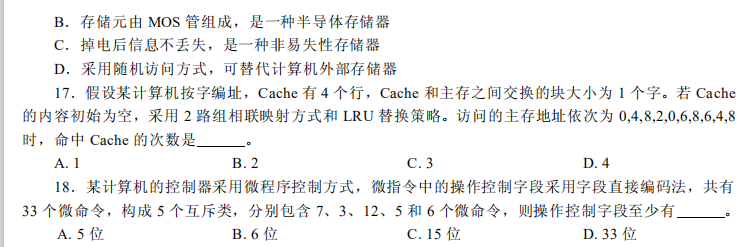 B．存储元由 MOS 管组成，是一种半导体存储器
C．掉电后信息不丢失，是一种非易失性存储器
D．采用随机访问方式，可替代计算机外部存储器
17．假设某计算机按字编址，Cache 有 4 个行，Cache 和主存之间交换的块大小为 1 个字。若 Cache
的内容初始为空，采用 2 路组相联映射方式和 LRU 替换策略。访问的主存地址依次为 0,4,8,2,0,6,8,6,4,8
时，命中 Cache 的次数是______。
A. 1 B. 2 C. 3 D. 4
18．某计算机的控制器采用微程序控制方式，微指令中的操作控制字段采用字段直接编码法，共有
33 个微命令，构成 5 个互斥类，分别包含 7、3、12、5 和 6 个微命令，则操作控制字段至少有______。
A. 5 位 B. 6 位 C. 15 位 D. 33 位